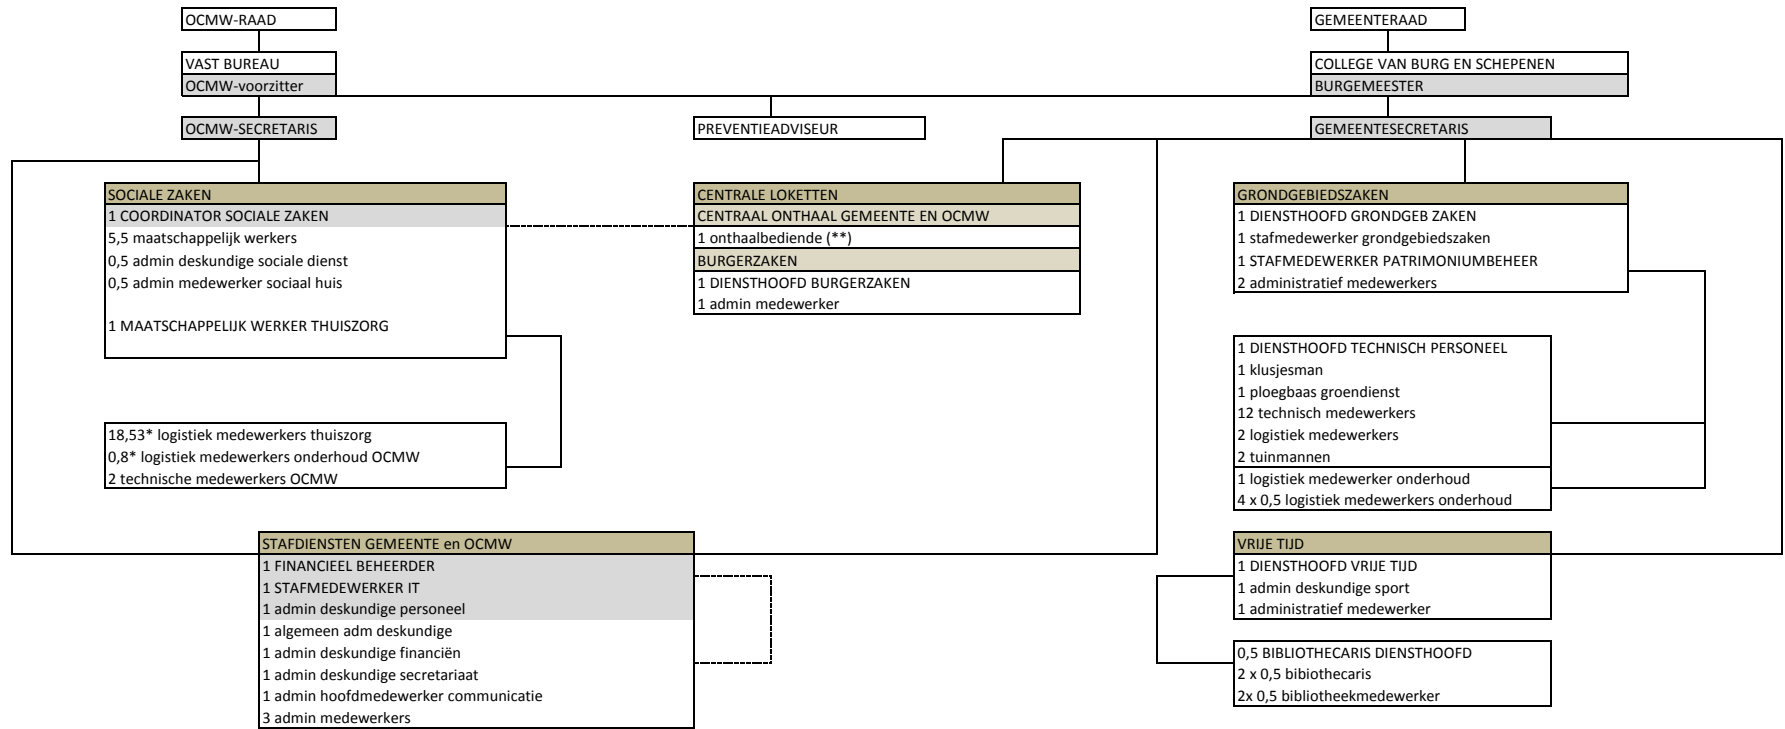 OCMW-RAAD
GEMEENTERAAD
VAST BUREAU
OCMW-voorzitter
COLLEGE VAN BURG EN SCHEPENEN
BURGEMEESTER
OCMW-SECRETARIS
PREVENTIEADVISEUR
GEMEENTESECRETARIS
SOCIALE ZAKEN
1 COORDINATOR SOCIALE ZAKEN
5,5 maatschappelijk werkers
0,5 admin deskundige sociale dienst
0,5 admin medewerker sociaal huis
1 MAATSCHAPPELIJK WERKER THUISZORG
18,53* logistiek medewerkers thuiszorg
0,8* logistiek medewerkers onderhoud OCMW
2 technische medewerkers OCMW
CENTRALE LOKETTEN
CENTRAAL ONTHAAL GEMEENTE EN OCMW
1 onthaalbediende (**)
BURGERZAKEN
1 DIENSTHOOFD BURGERZAKEN
1 admin medewerker
GRONDGEBIEDSZAKEN
1 DIENSTHOOFD GRONDGEB ZAKEN
1 stafmedewerker grondgebiedszaken
1 STAFMEDEWERKER PATRIMONIUMBEHEER
2 administratief medewerkers
1 DIENSTHOOFD TECHNISCH PERSONEEL
1 klusjesman
1 ploegbaas groendienst
12 technisch medewerkers
2 logistiek medewerkers
2 tuinmannen
1 logistiek medewerker onderhoud
4 x 0,5 logistiek medewerkers onderhoud
STAFDIENSTEN GEMEENTE en OCMW
1 FINANCIEEL BEHEERDER
1 STAFMEDEWERKER IT
1 admin deskundige personeel
1 algemeen adm deskundige
1 admin deskundige financiën
1 admin deskundige secretariaat
1 admin hoofdmedewerker communicatie
3 admin medewerkers
VRIJE TIJD
1 DIENSTHOOFD VRIJE TIJD
1 admin deskundige sport
1 administratief medewerker
0,5 BIBLIOTHECARIS DIENSTHOOFD
2 x 0,5 bibiothecaris
2x 0,5 bibliotheekmedewerker